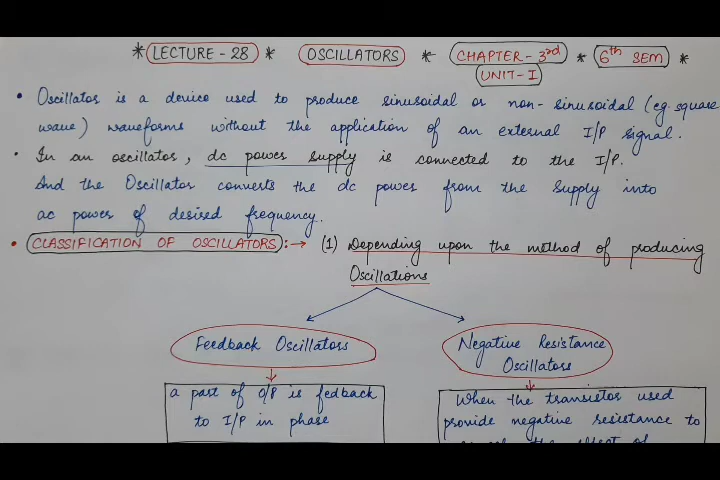 * LECTURE - 28 * OSCILLATORS * CHAPTER - 3rd * 6th SEM *
UNIT - I
• Oscillator is a device used to produce sinusoidal or non-sinusoidal (eg. square
wave) waveforms without the application of an external I/P signal.
• In an oscillator, dc power supply is connected to the I/P.
And the Oscillator converts the dc power from the supply into
ac power of desired frequency.
• CLASSIFICATION OF OSCILLATORS :→ (1) Depending upon the method of producing
Oscillations
Feedback Oscillators
Negative Resistance
Oscillators
a part of O/P is fedback
to I/P in phase
When the transistor used
provide negative resistance to
the effect of